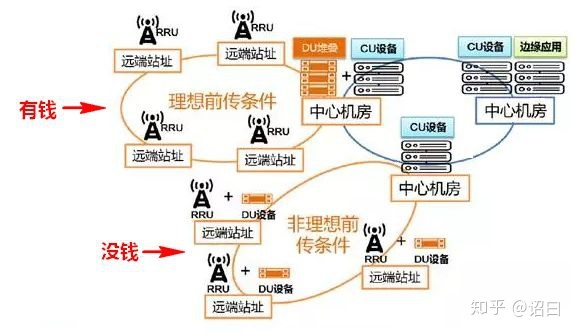 RRU
远端站址
RRU
远端站址
DU堆叠
CU设备
CU设备
边缘应用
+
有钱
理想前传条件
中心机房
中心机房
RRU
远端站址
RRU
远端站址
CU设备
中心机房
RRU
+
DU设备
远端站址
非理想前
传条件
没钱
RRU
+
DU设备
远端站址
RRU
+
DU设备
远端站址
知乎 @诏曰